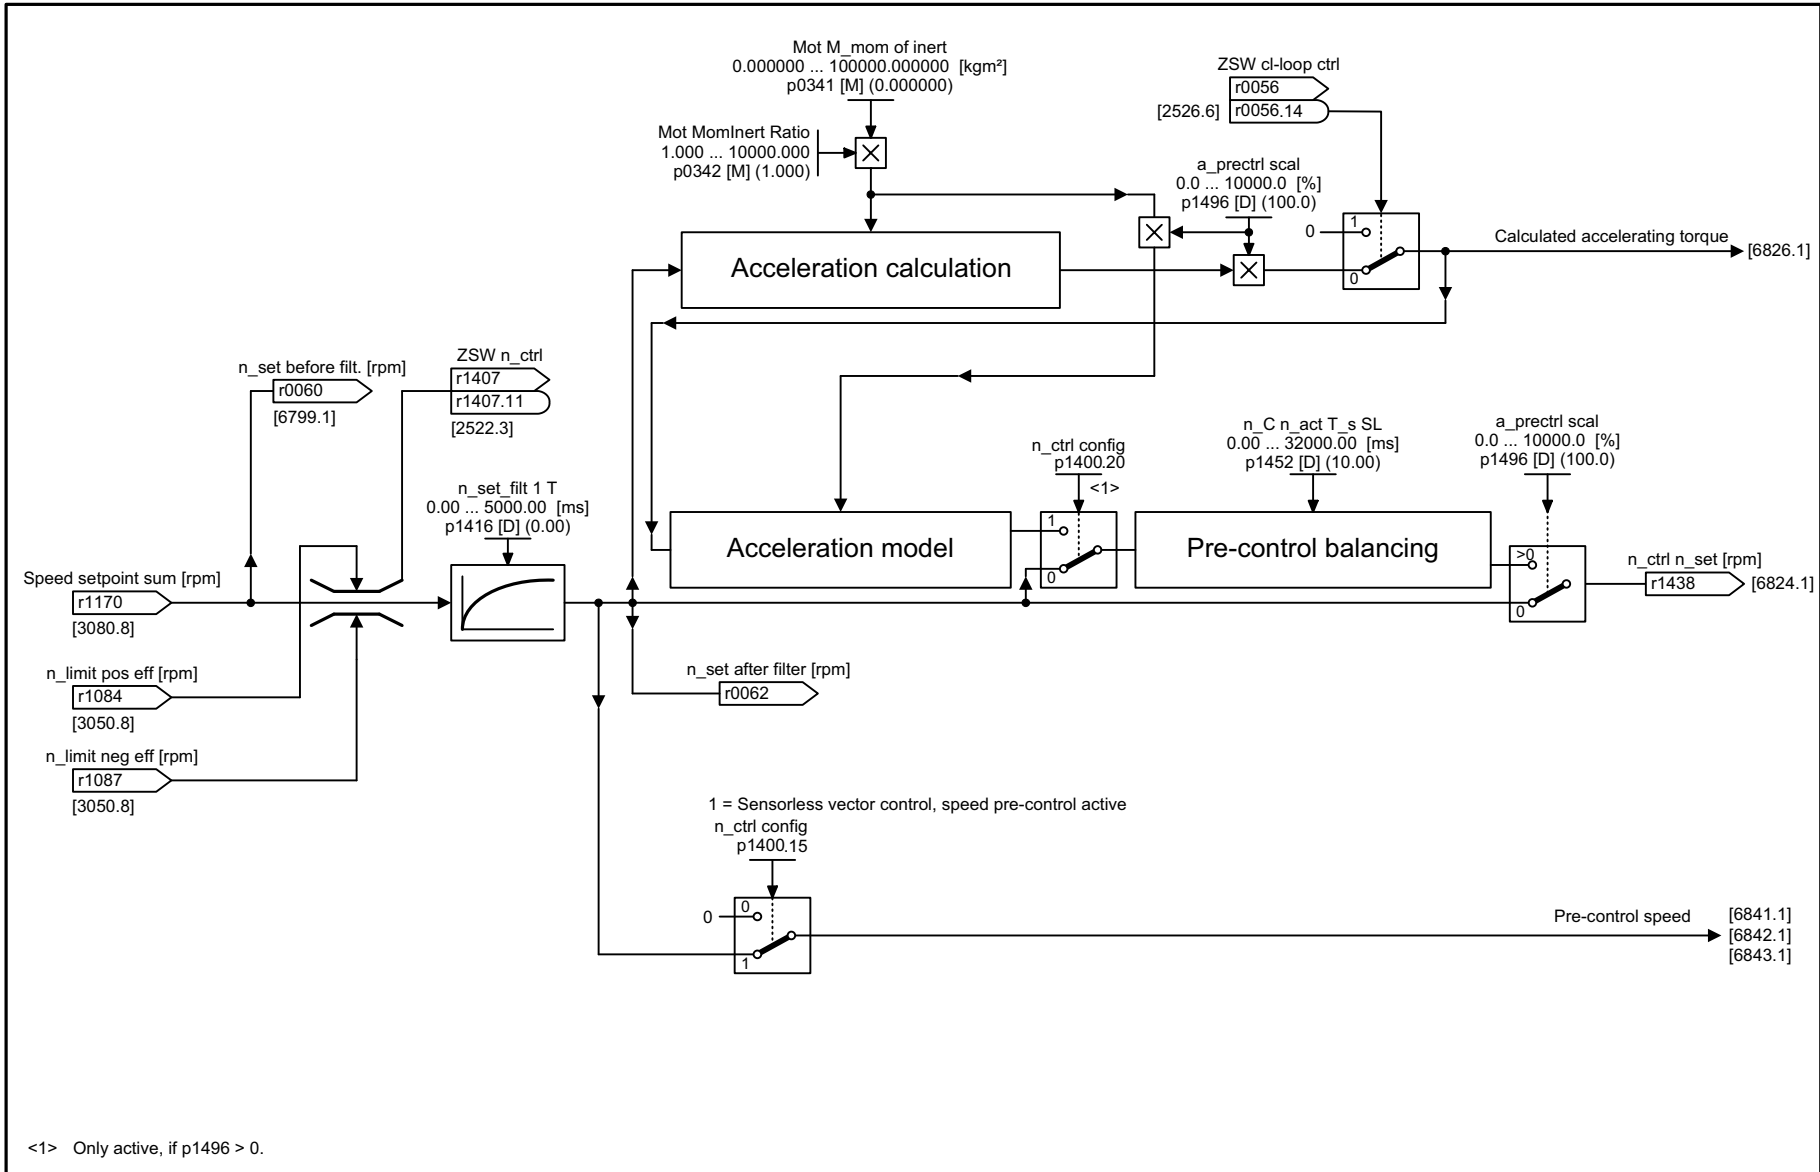 Mot M_mom of inert
0.000000 ... 100000.000000 [kgm²]
p0341 [M] (0.000000)
ZSW cl-loop ctrl
r0056
[2526.6]
r0056.14
Mot MomInert Ratio
1.000 ... 10000.000
p0342 [M] (1.000)
a_prectrl scal
0.0 ... 10000.0 [%]
p1496 [D] (100.0)
1
0
0
Calculated accelerating torque
[6826.1]
Acceleration calculation
n_set before filt. [rpm]
r0060
[6799.1]
ZSW n_ctrl
r1407
r1407.11
[2522.3]
n_set_filt 1 T
0.00 ... 5000.00 [ms]
p1416 [D] (0.00)
n_ctrl config
p1400.20
<1>
n_C n_act T_s SL
0.00 ... 32000.00 [ms]
p1452 [D] (10.00)
a_prectrl scal
0.0 ... 10000.0 [%]
p1496 [D] (100.0)
Acceleration model
1
0
Pre-control balancing
>0
0
n_ctrl n_set [rpm]
r1438
[6824.1]
Speed setpoint sum [rpm]
r1170
[3080.8]
n_limit pos eff [rpm]
r1084
[3050.8]
n_set after filter [rpm]
r0062
n_limit neg eff [rpm]
r1087
[3050.8]
1 = Sensorless vector control, speed pre-control active
n_ctrl config
p1400.15
0
0
1
Pre-control speed
[6841.1]
[6842.1]
[6843.1]
<1> Only active, if p1496 > 0.